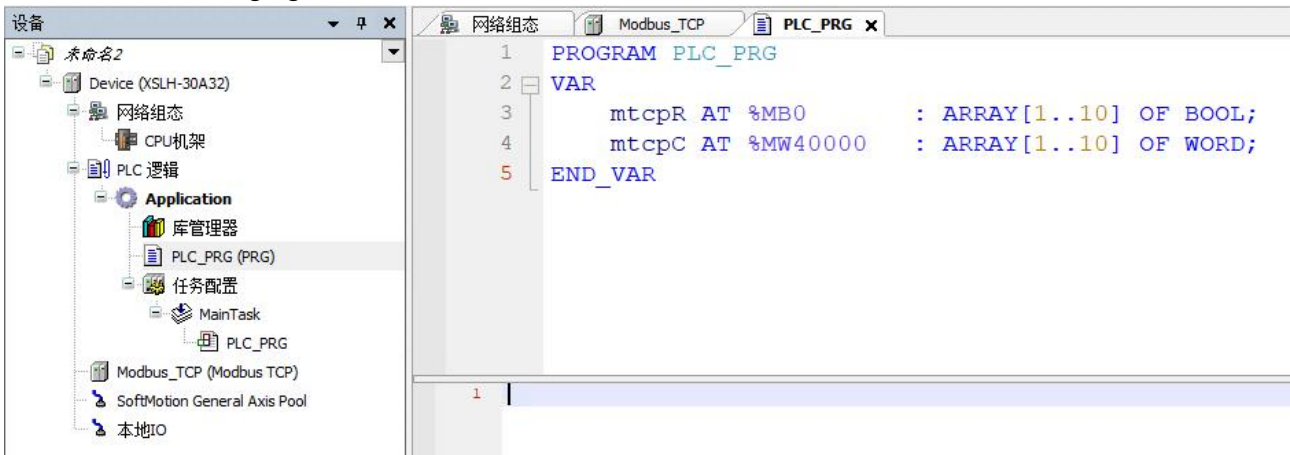 设备
未命名2
Device (XSLH-30A32)
网络组态
CPU机架
PLC 逻辑
Application
库管理器
PLC_PRG (PRG)
任务配置
MainTask
PLC_PRG
Modbus_TCP (Modbus TCP)
SoftMotion General Axis Pool
本地IO
网络组态 Modbus_TCP PLC_PRG X
1 PROGRAM PLC_PRG
2 VAR
3 mtcpR AT %MB0 : ARRAY[1..10] OF BOOL;
4 mtcpC AT %MW40000 : ARRAY[1..10] OF WORD;
5 END_VAR
1